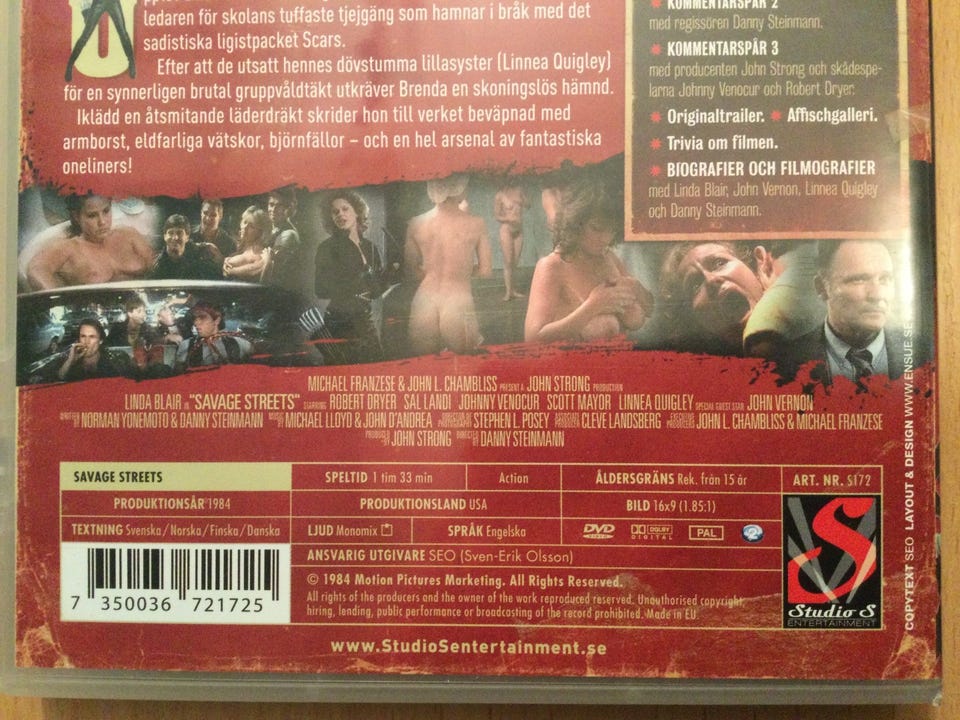 ledaren för skolans tuffaste tjejgäng som hamnar i bråk med det
sadistiska ligistpacket Scars.
Efter att de utsatt hennes dövstumma lillasyster (Linnea Quigley)
för en synnerligen brutal gruppvåldtäkt utkräver Brenda en skoningslös hämnd.
Iklädd en åtsmitande läderdräkt skrider hon till verket beväpnad med
armborst, eldfarliga vätskor, björnfällor – och en hel arsenal av fantastiska
oneliners!
KOMMENTARSPÅR 2
med regissören Danny Steinmann.
KOMMENTARSPÅR 3
med producenten John Strong och skådespe-
larna Johnny Venocur och Robert Dryer.
Originaltrailer. Affischgalleri.
Trivia om filmen.
BIOGRAFIER OCH FILMOGRAFIER
med Linda Blair, John Vernon, Linnea Quigley
och Danny Steinmann.
MICHAEL FRANZESE & JOHN L. CHAMBLISS PRESENT A JOHN STRONG PRODUCTION
LINDA BLAIR IN "SAVAGE STREETS" STARRING ROBERT DRYER SAL LANDI JOHNNY VENOCUR SCOTT MAYOR LINNEA QUIGLEY SPECIAL GUEST STAR JOHN VERNON
WRITTEN BY NORMAN YONEMOTO & DANNY STEINMANN MUSIC BY MICHAEL LLOYD & JOHN D'ANDREA DIRECTOR OF PHOTOGRAPHY STEPHEN L. POSEY ASSOCIATE PRODUCER CLEVE LANDSBERG EXECUTIVE PRODUCERS JOHN L. CHAMBLISS & MICHAEL FRANZESE
PRODUCED BY JOHN STRONG DIRECTED BY DANNY STEINMANN
SAVAGE STREETS
SPELTID 1 tim 33 min
Action
ÅLDERSGRÄNS Rek. från 15 år
ART. NR. S172
PRODUKTIONSÅR 1984
PRODUKTIONSLAND USA
BILD 16x9 (1.85:1)
TEXTNING Svenska / Norska / Finska / Danska
LJUD Monomix
SPRÅK Engelska
DVD
VIDEO
DOLBY
DIGITAL
PAL
2
ANSVARIG UTGIVARE SEO (Sven-Erik Olsson)
© 1984 Motion Pictures Marketing. All Rights Reserved.
All rights of the producers and the owner of the work reproduced reserved. Unauthorised copyright,
hiring, lending, public performance or broadcasting of the record prohibited. Made in EU.
7 350036 721725
S
Studio S
ENTERTAINMENT
www.StudioSentertainment.se
COPYTEXT SEO LAYOUT & DESIGN WWW.ENSUE.SE